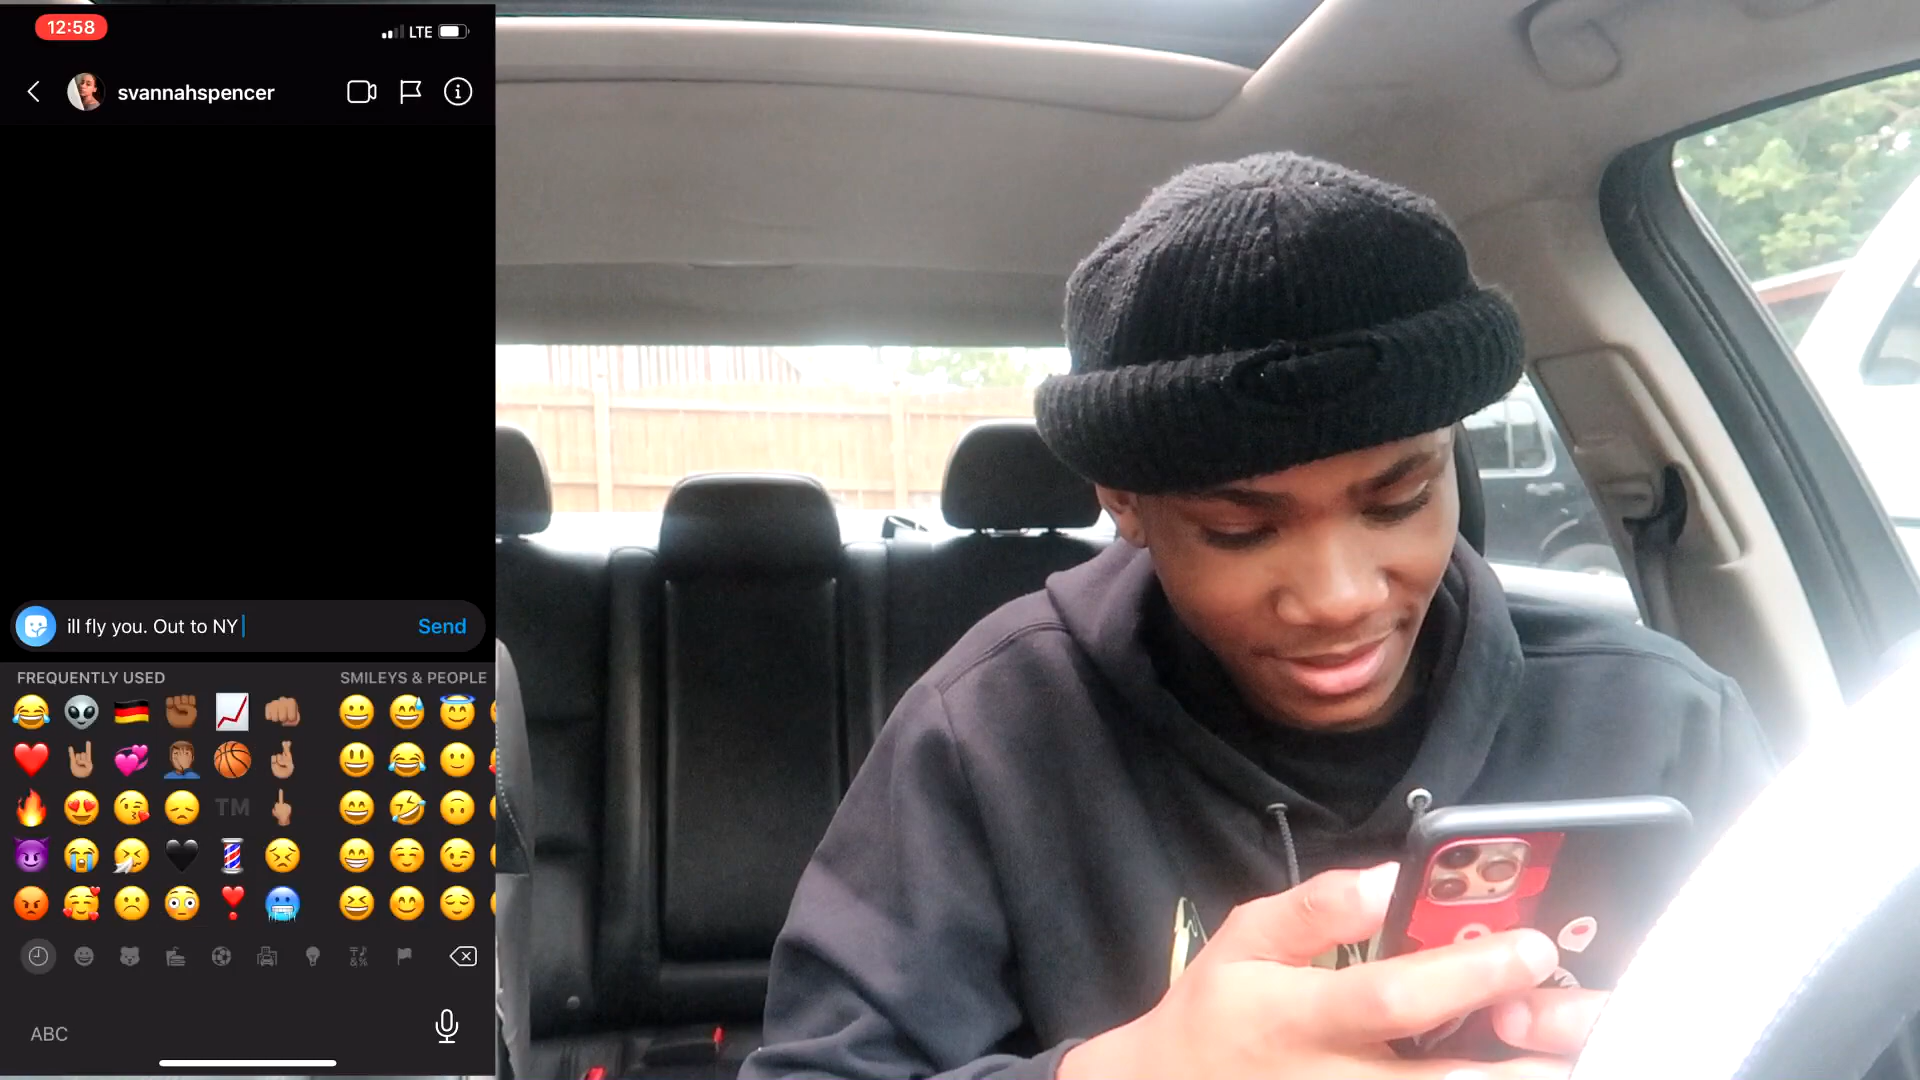 12:58
LTE
svannahspencer
ill fly you. Out to NY
Send
FREQUENTLY USED
SMILEYS & PEOPLE
TM
ABC